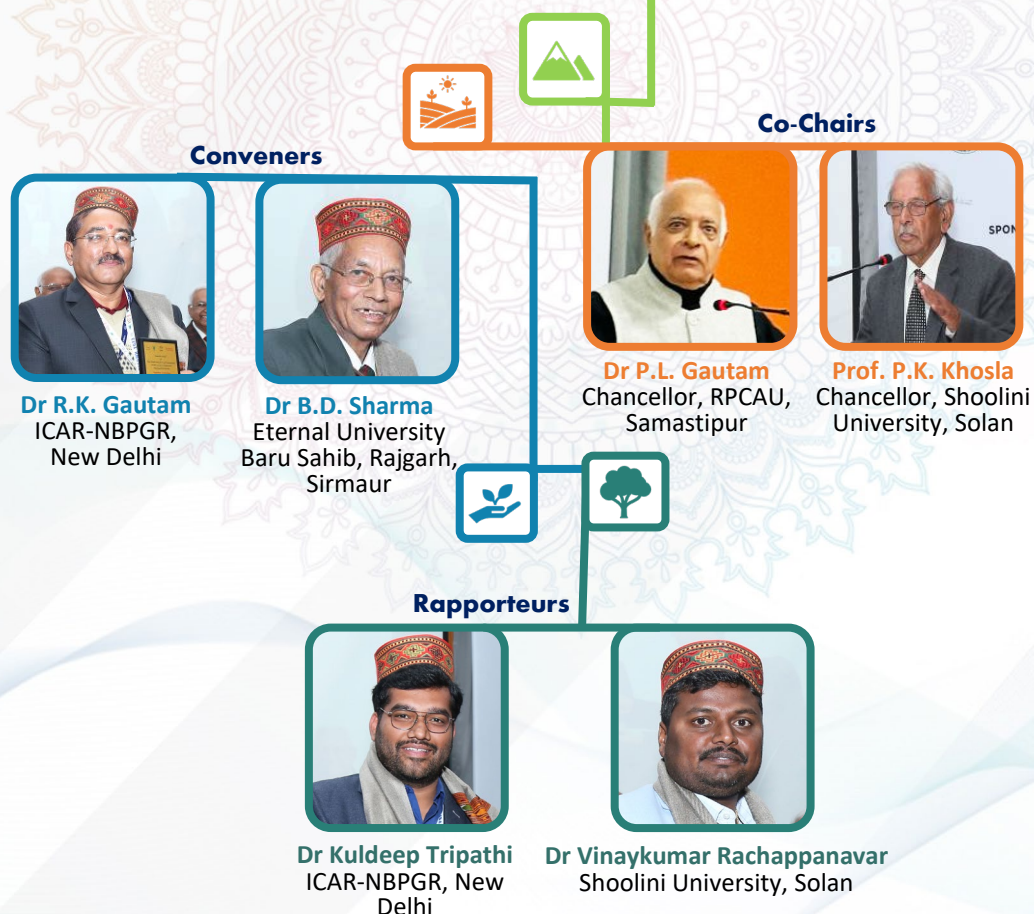 Co-Chairs
Conveners
SPON
Dr P.L. Gautam
Chancellor, RPCAU,
Samastipur
Prof. P.K. Khosla
Chancellor, Shoolini
University, Solan
Dr R.K. Gautam
ICAR-NBPGR,
New Delhi
Dr B.D. Sharma
Eternal University
Baru Sahib, Rajgarh,
Sirmaur
Rapporteurs
Dr Kuldeep Tripathi
ICAR-NBPGR, New
Delhi
Dr Vinaykumar Rachappanavar
Shoolini University, Solan